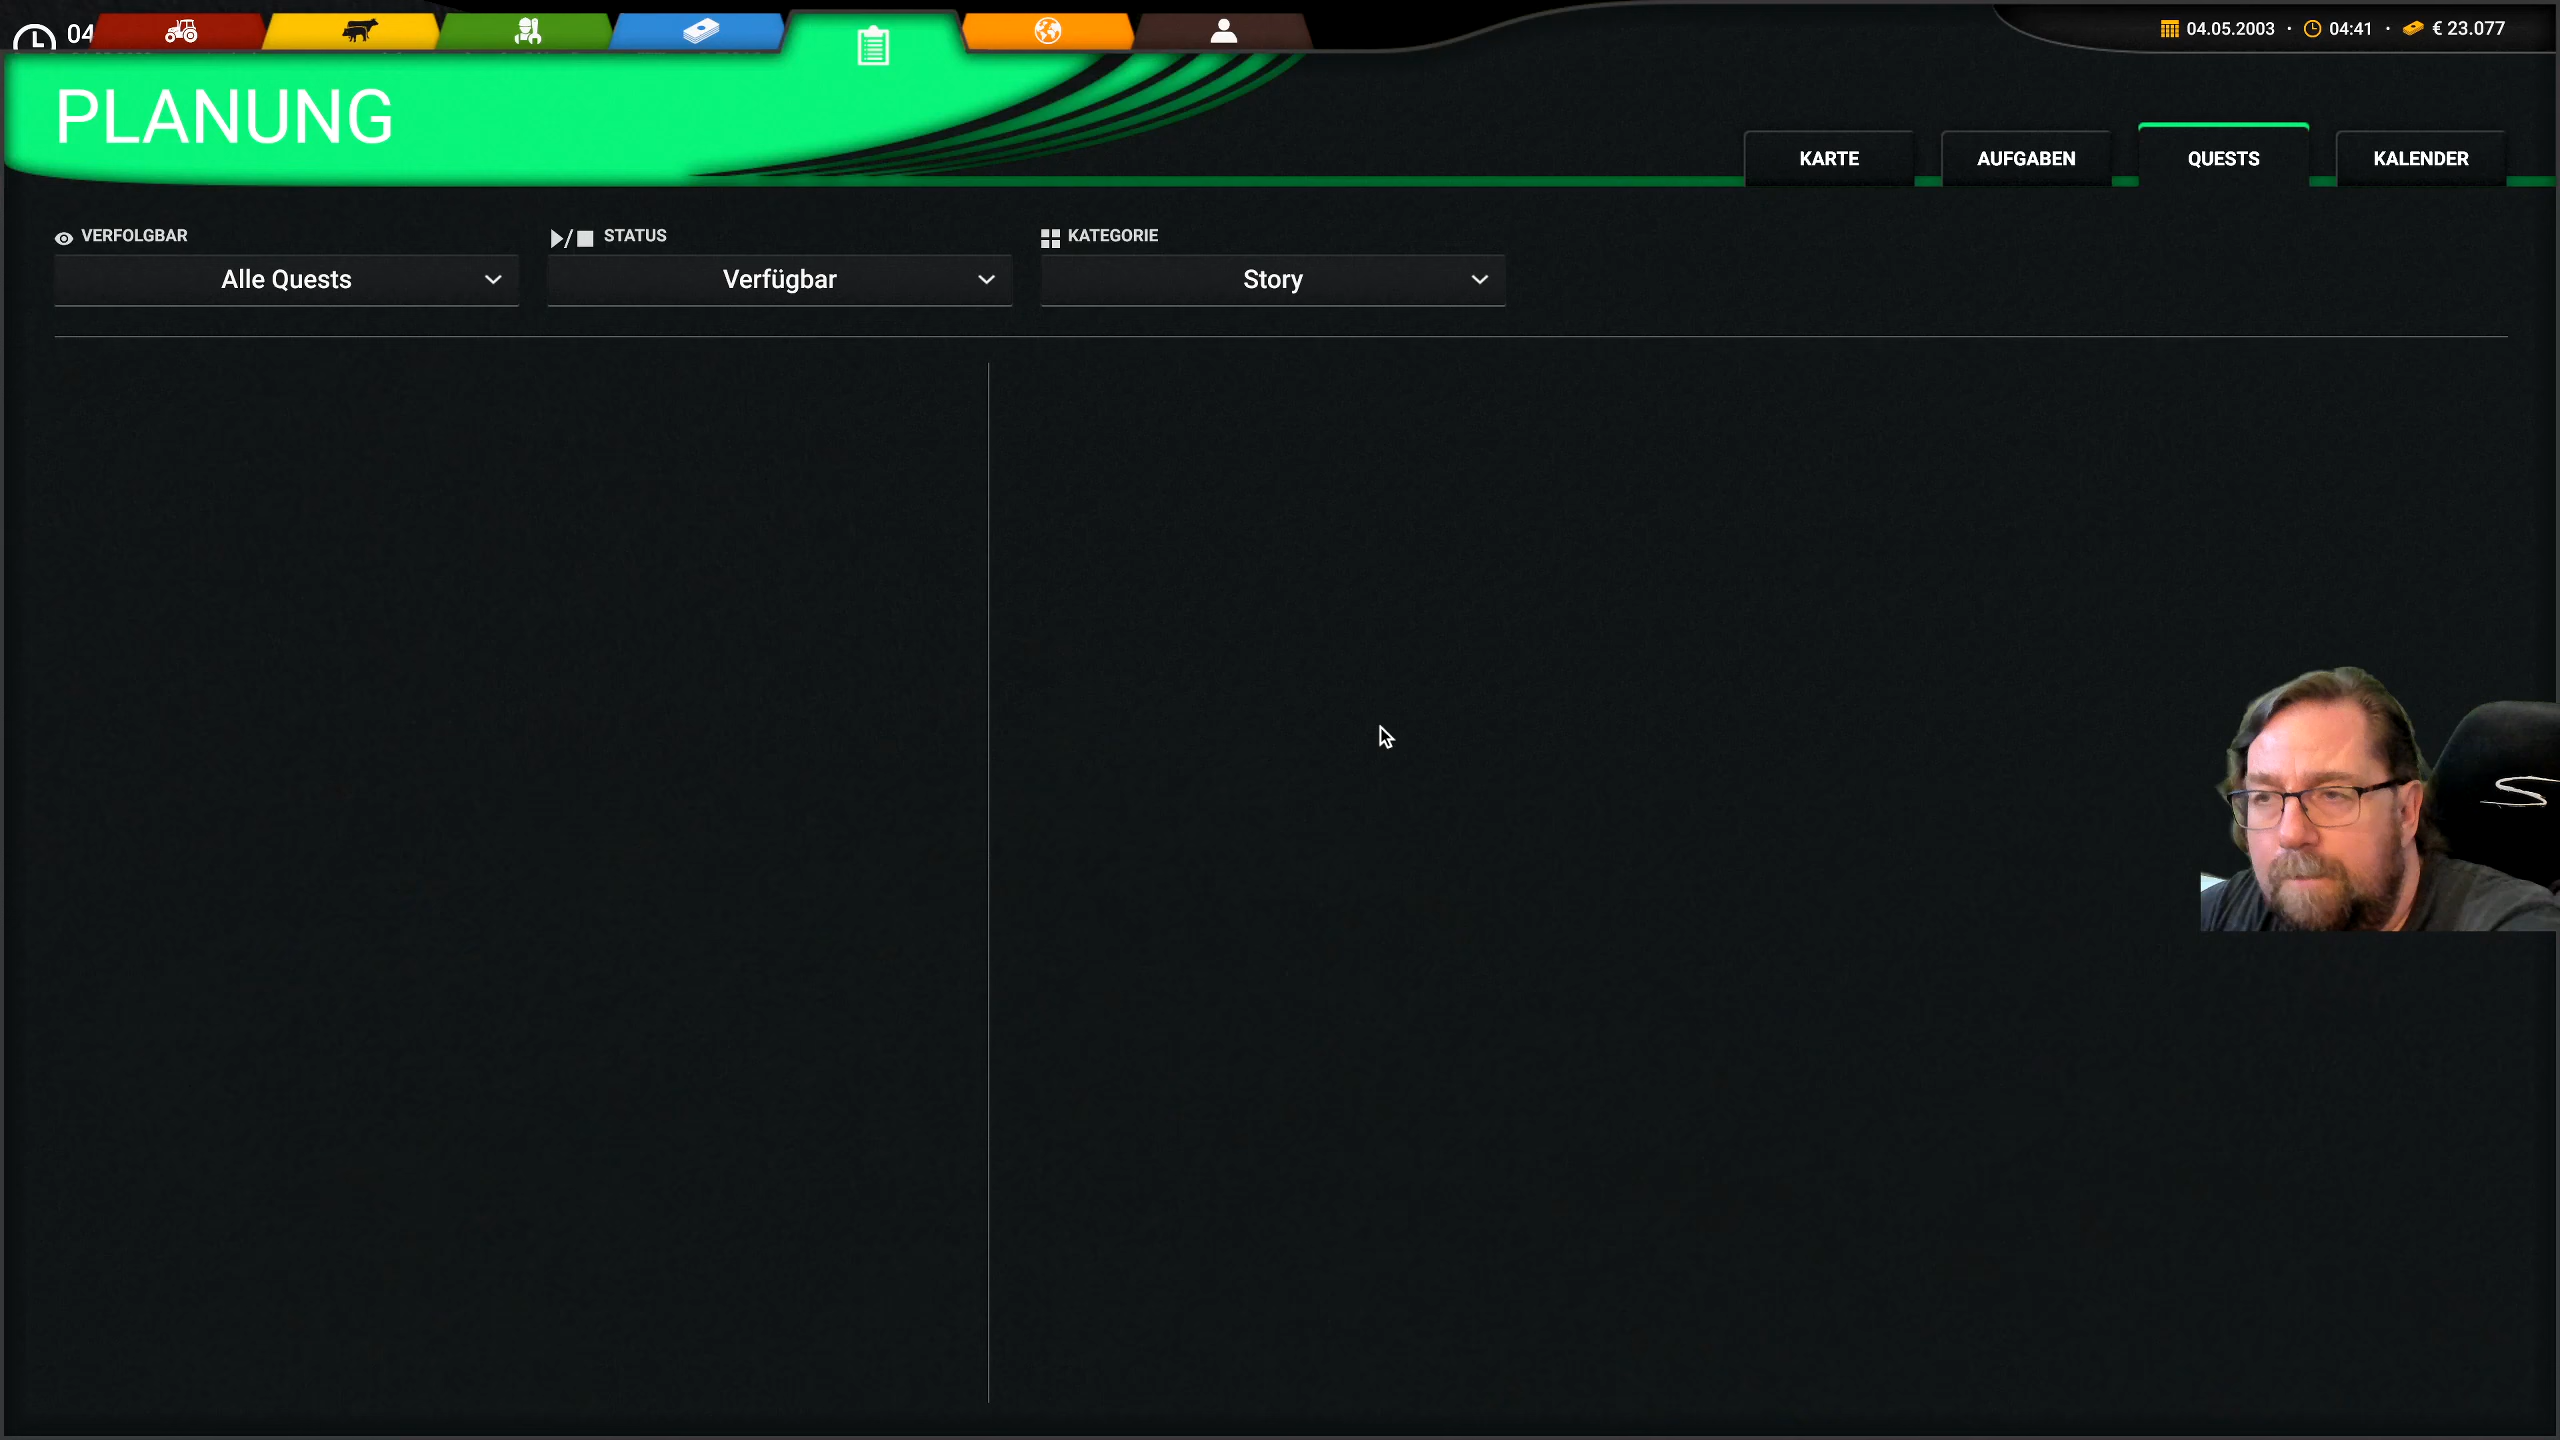 04
04.05.2003 · 04:41 · € 23.077
PLANUNG
KARTE
AUFGABEN
QUESTS
KALENDER
VERFOLGBAR
STATUS
KATEGORIE
Alle Quests
Verfügbar
Story